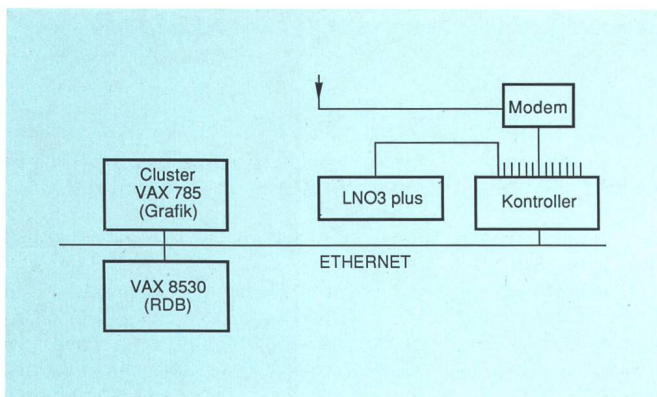 Modem
Cluster
VAX 785
(Grafik)
LNO3 plus
Kontroller
ETHERNET
VAX 8530
(RDB)